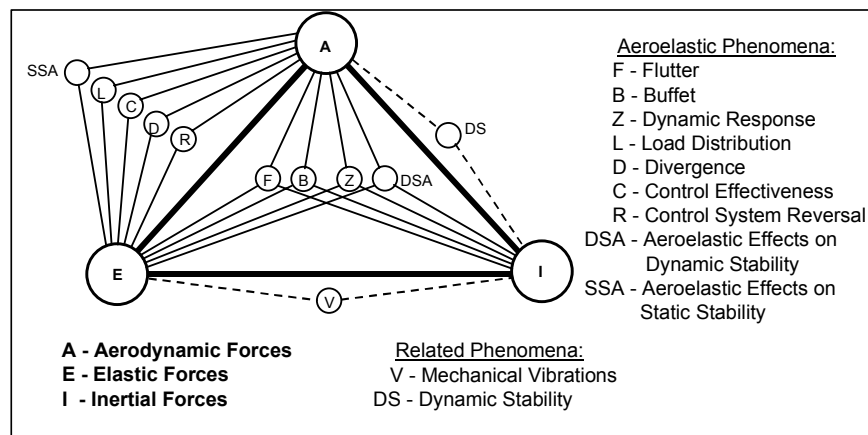 A
SSA
L
C
D
R
DS
F
B
Z
DSA
E
I
V
Aeroelastic Phenomena:
F - Flutter
B - Buffet
Z - Dynamic Response
L - Load Distribution
D - Divergence
C - Control Effectiveness
R - Control System Reversal
DSA - Aeroelastic Effects on
Dynamic Stability
SSA - Aeroelastic Effects on
Static Stability
A - Aerodynamic Forces
E - Elastic Forces
I - Inertial Forces
Related Phenomena:
V - Mechanical Vibrations
DS - Dynamic Stability